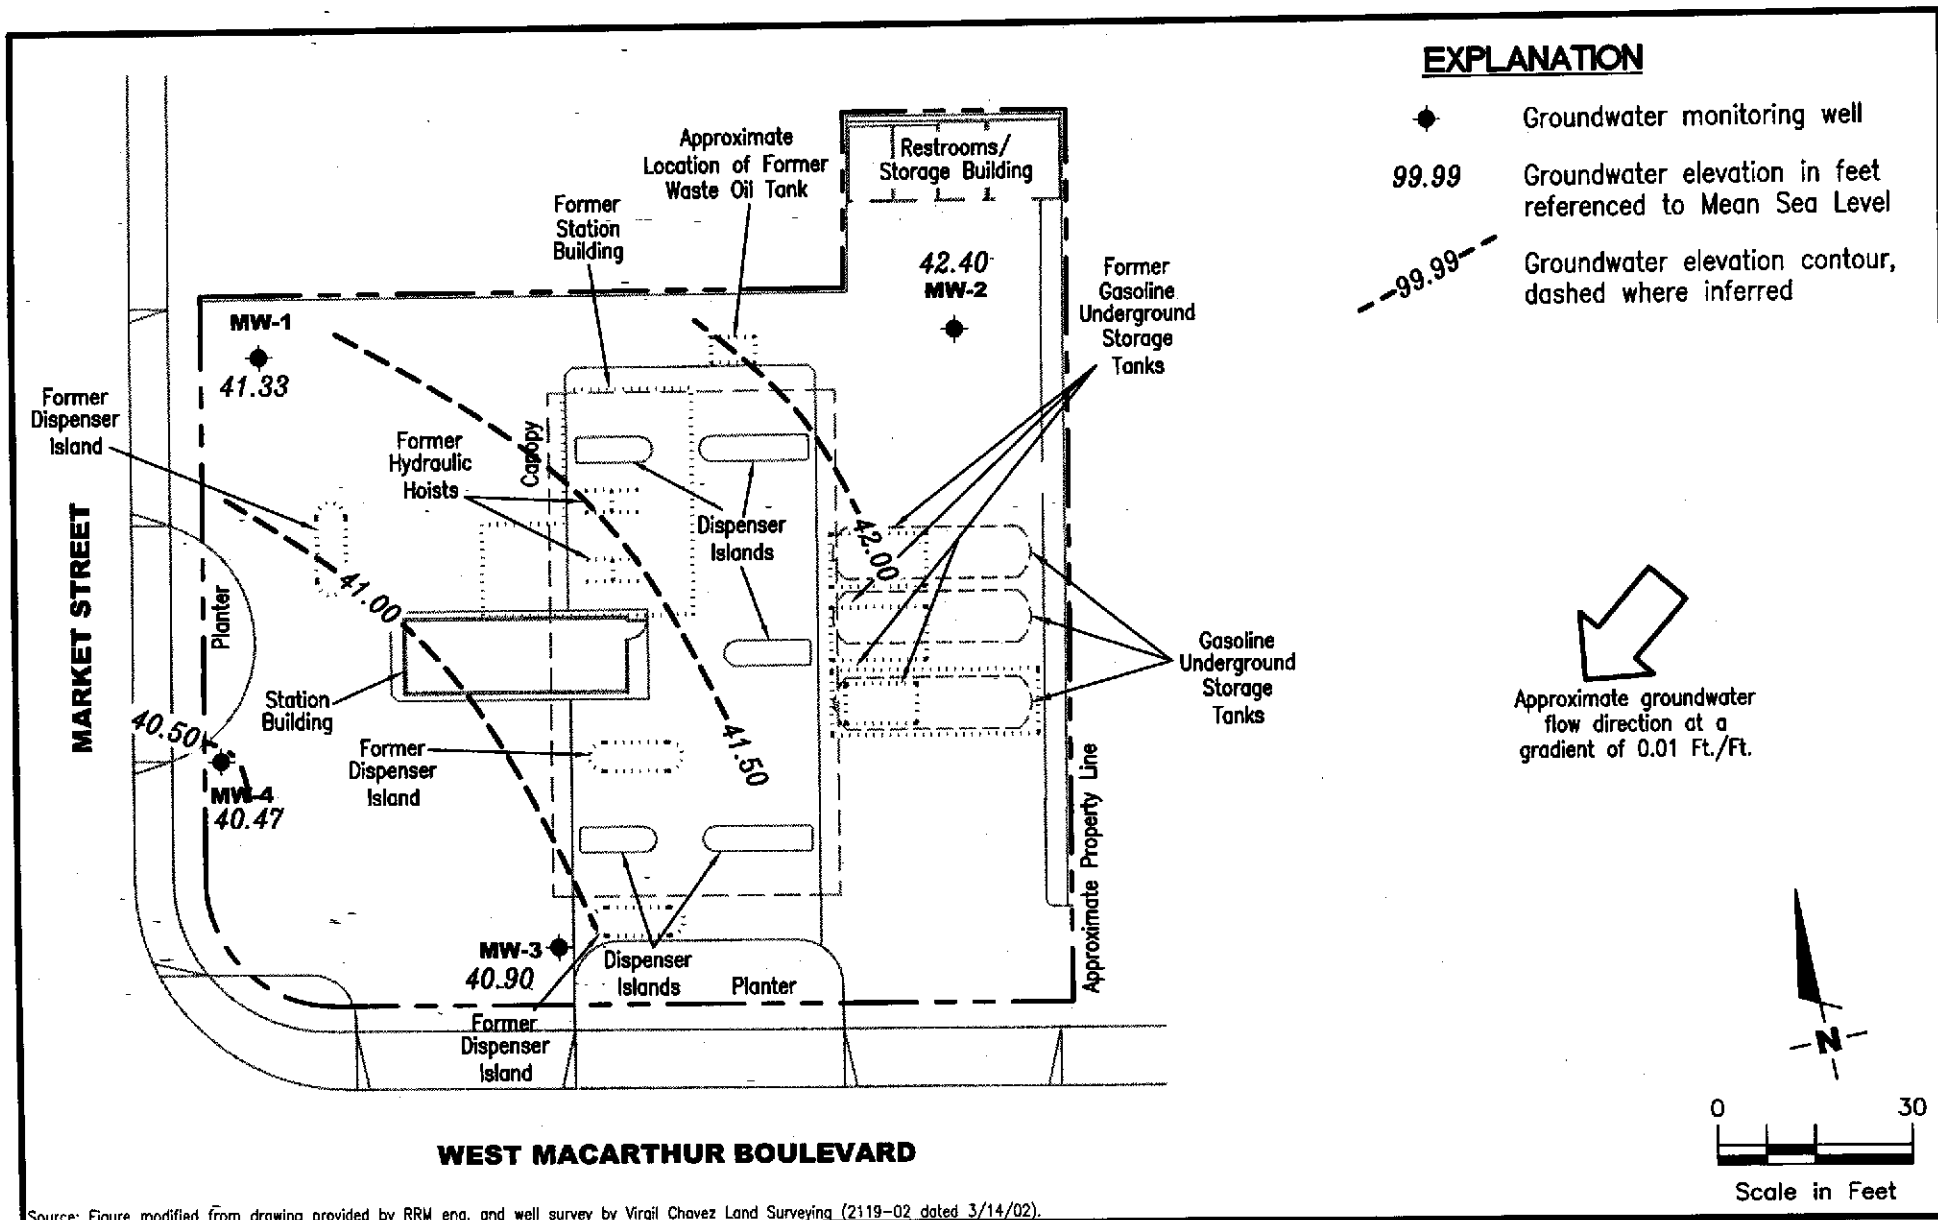 EXPLANATION
Groundwater monitoring well
99.99
Groundwater elevation in feet
referenced to Mean Sea Level
99.99
Groundwater elevation contour,
dashed where inferred
Approximate
Location of Former
Waste Oil Tank
Restrooms/
Storage Building
Former
Station
Building
42.40
MW-2
Former
Gasoline
Underground
Storage
Tanks
MW-1
41.33
Former
Dispenser
Island
Former
Hydraulic
Hoists
Canopy
Dispenser
Islands
42.00
41.00
MARKET STREET
Planter
Station
Building
Gasoline
Underground
Storage
Tanks
Approximate groundwater
flow direction at a
gradient of 0.01 Ft./Ft.
40.50
MW-4
40.47
Former
Dispenser
Island
41.50
Approximate Property Line
MW-3
40.90
Dispenser
Islands
Planter
Former
Dispenser
Island
N
0 30
Scale in Feet
WEST MACARTHUR BOULEVARD
Source: Figure modified from drawing provided by RRM eng. and well survey by Virgil Chavez Land Surveying (2119-02 dated 3/14/02).